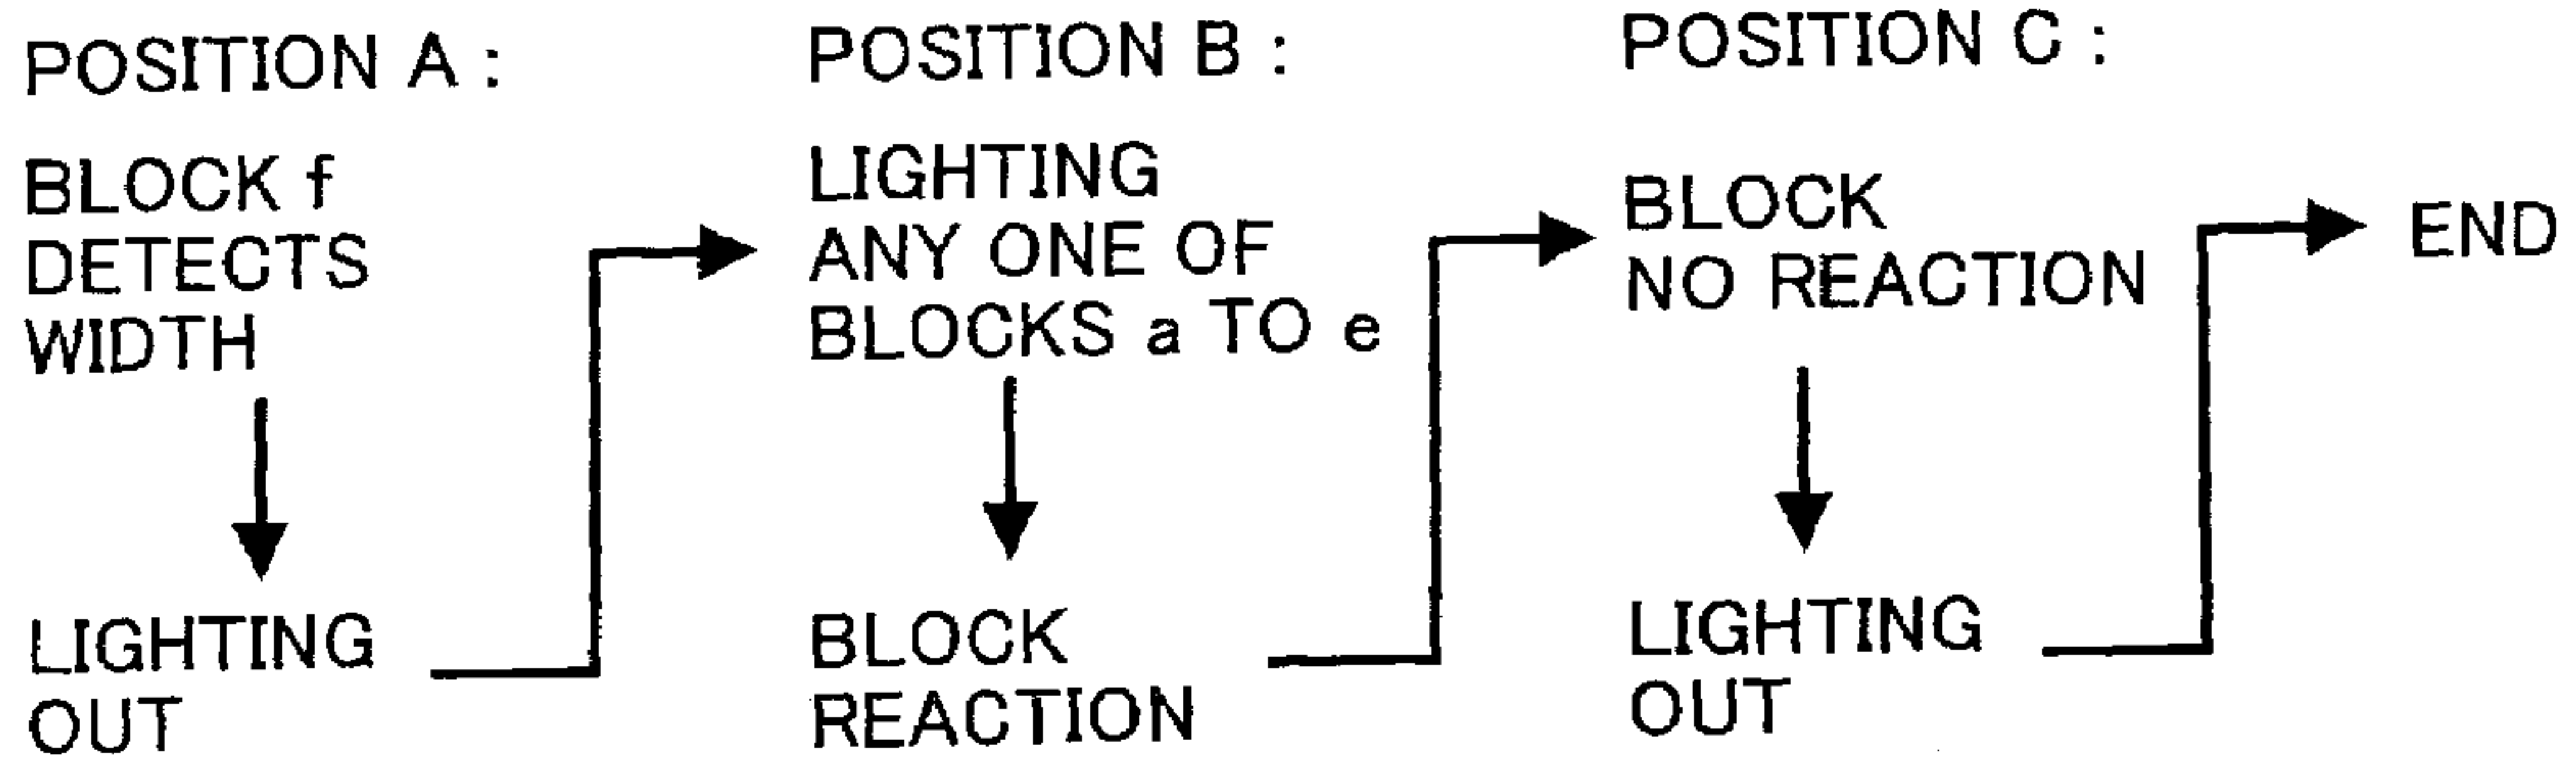 POSITION A :
BLOCK f
DETECTS
WIDTH
LIGHTING
OUT
POSITION B :
LIGHTING
ANY ONE OF
BLOCKS a TO e
BLOCK
REACTION
POSITION C :
BLOCK
NO REACTION
LIGHTING
OUT
END